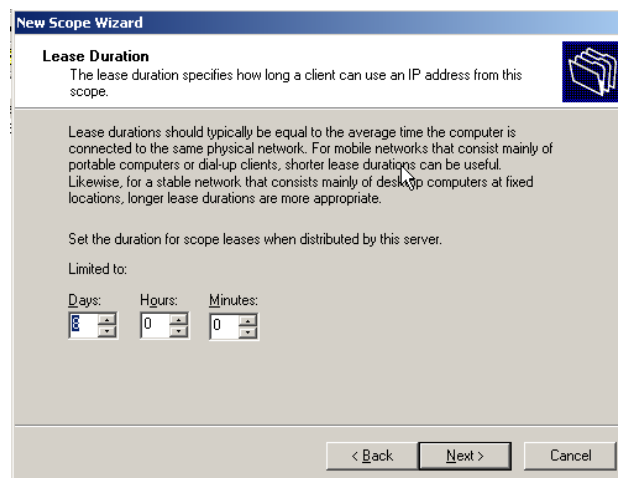 New Scope Wizard
Lease Duration
The lease duration specifies how long a client can use an IP address from this
scope.
Lease durations should typically be equal to the average time the computer is
connected to the same physical network. For mobile networks that consist mainly of
portable computers or dial-up clients, shorter lease durations can be useful.
Likewise, for a stable network that consists mainly of desktop computers at fixed
locations, longer lease durations are more appropriate.
Set the duration for scope leases when distributed by this server.
Limited to:
Days: Hours: Minutes:
8 0 0
< Back Next > Cancel